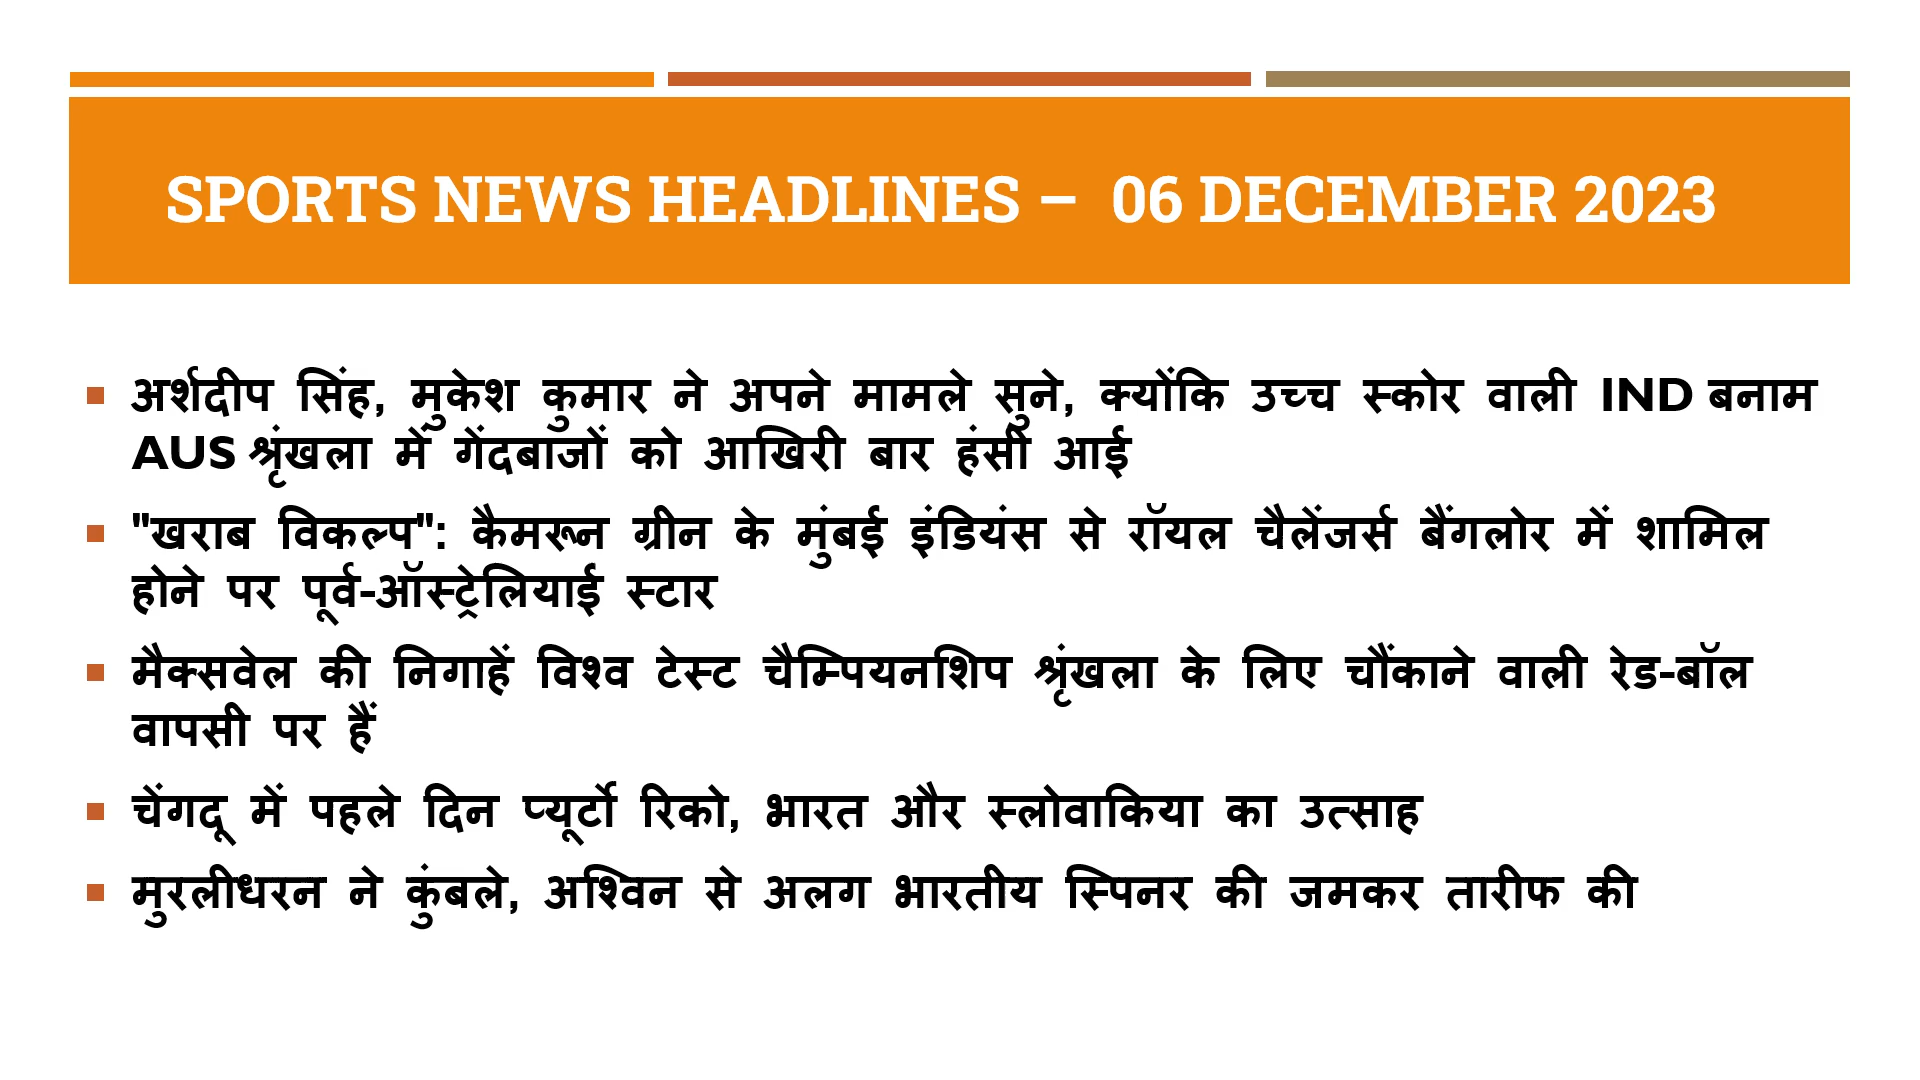 SPORTS NEWS HEADLINES – 06 DECEMBER 2023
अर्शदीप सिंह, मुकेश कुमार ने अपने मामले सुने, क्योंकि उच्च स्कोर वाली IND बनाम
AUS श्रृंखला में गेंदबाजों को आखिरी बार हंसी आई
"खराब विकल्प": कैमरून ग्रीन के मुंबई इंडियंस से रॉयल चैलेंजर्स बैंगलोर में शामिल
होने पर पूर्व-ऑस्ट्रेलियाई स्टार
मैक्सवेल की निगाहें विश्व टेस्ट चैम्पियनशिप श्रृंखला के लिए चौंकाने वाली रेड-बॉल
वापसी पर हैं
चेंगदू में पहले दिन प्यूर्टो रिको, भारत और स्लोवाकिया का उत्साह
मुरलीधरन ने कुंबले, अश्विन से अलग भारतीय स्पिनर की जमकर तारीफ की